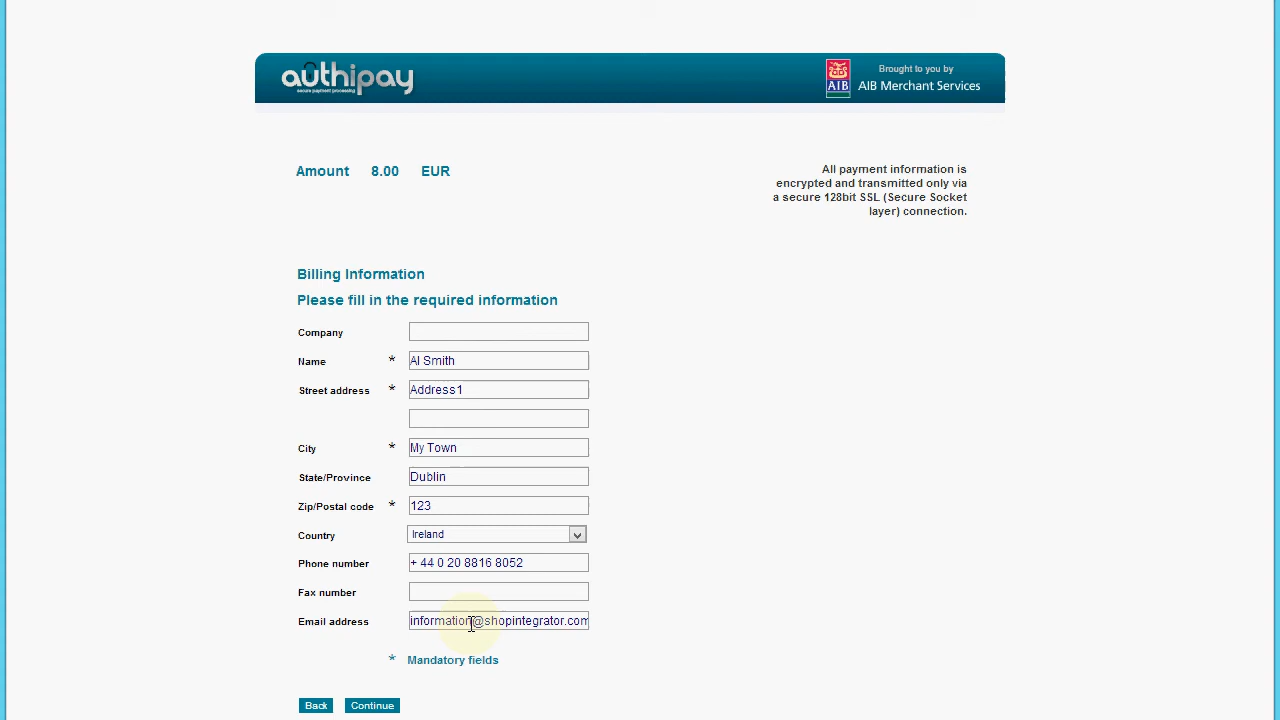 authipay
secure payment processing
AIB
Brought to you by
AIB Merchant Services
Amount 8.00 EUR
All payment information is
encrypted and transmitted only via
a secure 128bit SSL (Secure Socket
layer) connection.
Billing Information
Please fill in the required information
Company
Name * Al Smith
Street address * Address1
City * My Town
State/Province Dublin
Zip/Postal code * 123
Country Ireland
Phone number + 44 0 20 8816 8052
Fax number
Email address information@shopintegrator.com
* Mandatory fields
Back Continue